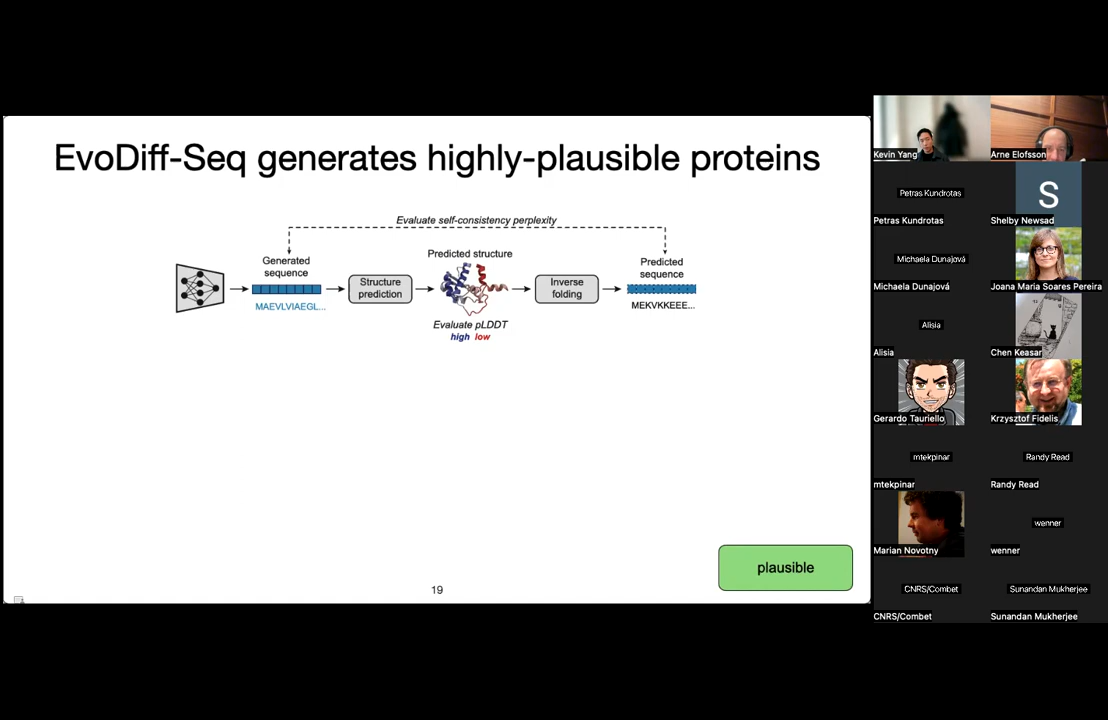 EvoDiff-Seq generates highly-plausible proteins
Evaluate self-consistency perplexity
Generated
sequence
MAEVLVIAEGL...
Structure
prediction
Predicted structure
Evaluate pLDDT
high low
Inverse
folding
Predicted
sequence
MEKVKKEEE...
plausible
19
Kevin Yang
Arne Elofsson
Petras Kundrotas
Petras Kundrotas
S
Shelby Newsad
Michaela Dunajová
Michaela Dunajová
Joana Maria Soares Pereira
Alisia
Alisia
Chen Keasar
Gerardo Tauriello
Krzysztof Fidelis
mtekpinar
mtekpinar
Randy Read
Randy Read
Marian Novotny
wenner
wenner
CNRS/Combet
CNRS/Combet
Sunandan Mukherjee
Sunandan Mukherjee